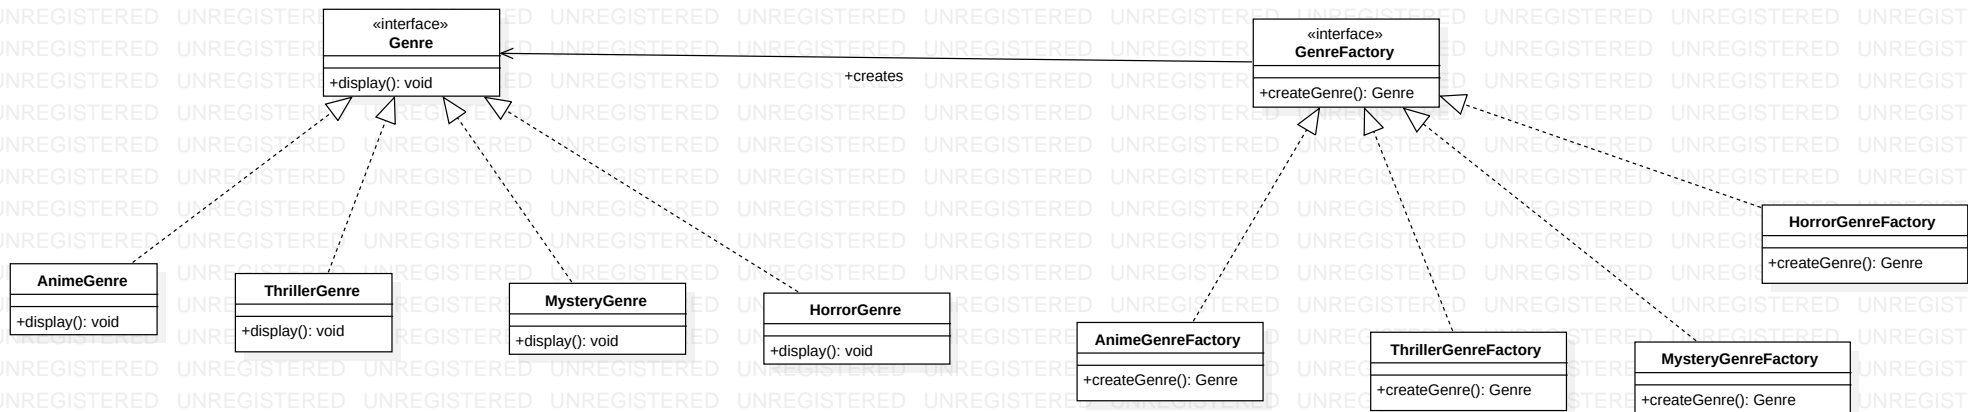 «interface»
Genre
+display(): void
+creates
«interface»
GenreFactory
+createGenre(): Genre
AnimeGenre
+display(): void
ThrillerGenre
+display(): void
MysteryGenre
+display(): void
HorrorGenre
+display(): void
AnimeGenreFactory
+createGenre(): Genre
ThrillerGenreFactory
+createGenre(): Genre
MysteryGenreFactory
+createGenre(): Genre
HorrorGenreFactory
+createGenre(): Genre
UNREGISTERED